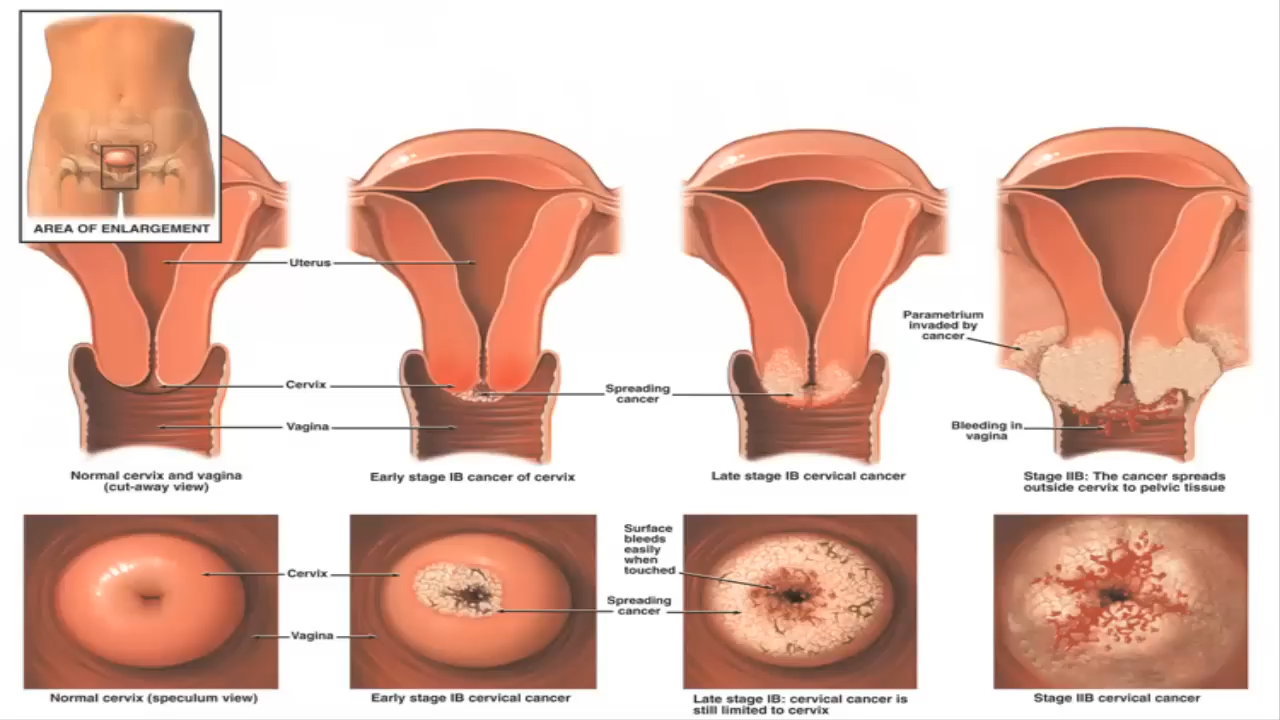 AREA OF ENLARGEMENT
Uterus
Cervix
Vagina
Spreading
cancer
Parametrium
invaded by
cancer
Bleeding in
vagina
Normal cervix and vagina
(cut-away view)
Early stage IB cancer of cervix
Late stage IB cervical cancer
Stage IIB: The cancer spreads
outside cervix to pelvic tissue
Cervix
Vagina
Surface
bleeds
easily
when
touched
Spreading
cancer
Normal cervix (speculum view)
Early stage IB cervical cancer
Late stage IB: cervical cancer is
still limited to cervix
Stage IIB cervical cancer